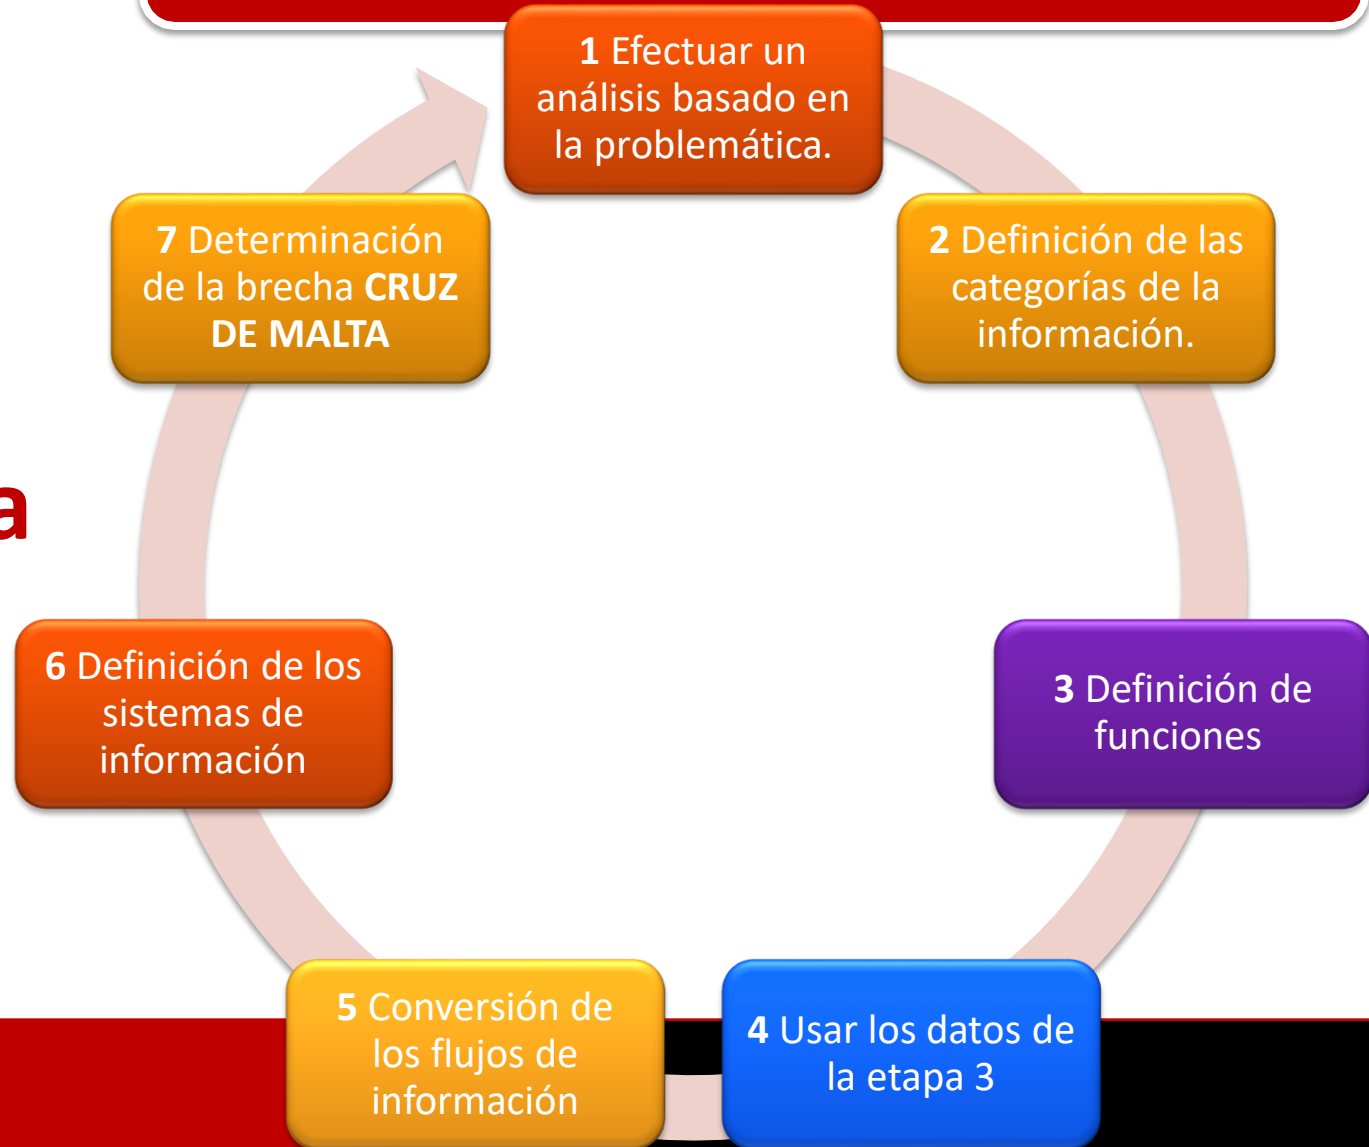 1 Efectuar un
análisis basado en
la problemática.
2 Definición de las
categorías de la
información.
3 Definición de
funciones
4 Usar los datos de
la etapa 3
5 Conversión de
los flujos de
información
6 Definición de los
sistemas de
información
7 Determinación
de la brecha CRUZ
DE MALTA
a